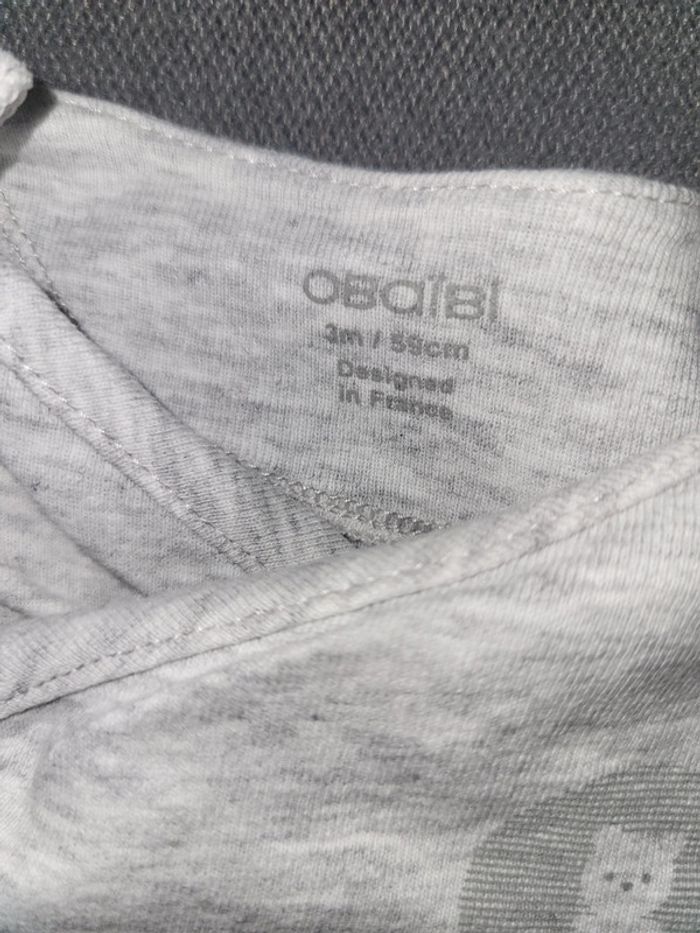 OBaïBi
3m / 59cm
Designed
in France